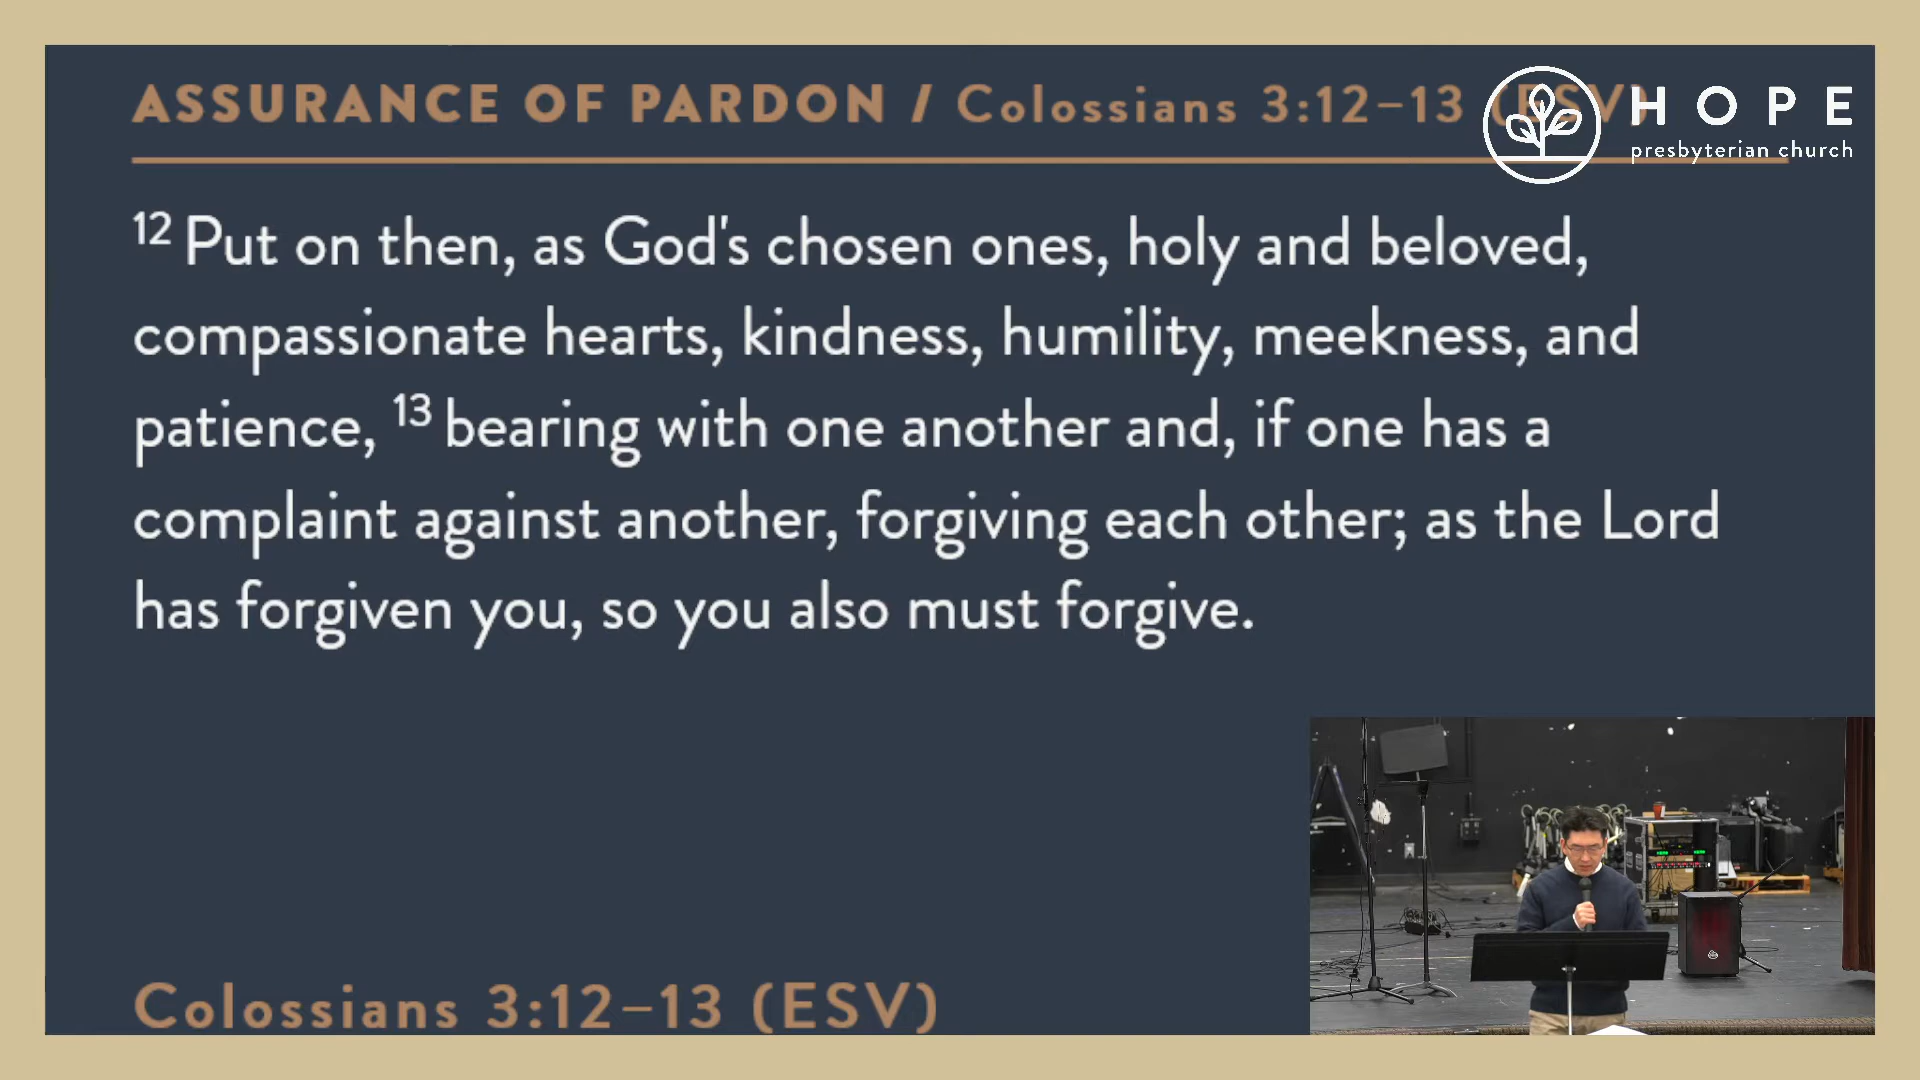 ASSURANCE OF PARDON / Colossians 3:12–13 (ESV)
HOPE
presbyterian church
12 Put on then, as God's chosen ones, holy and beloved,
compassionate hearts, kindness, humility, meekness, and
patience, 13 bearing with one another and, if one has a
complaint against another, forgiving each other; as the Lord
has forgiven you, so you also must forgive.
Colossians 3:12–13 (ESV)